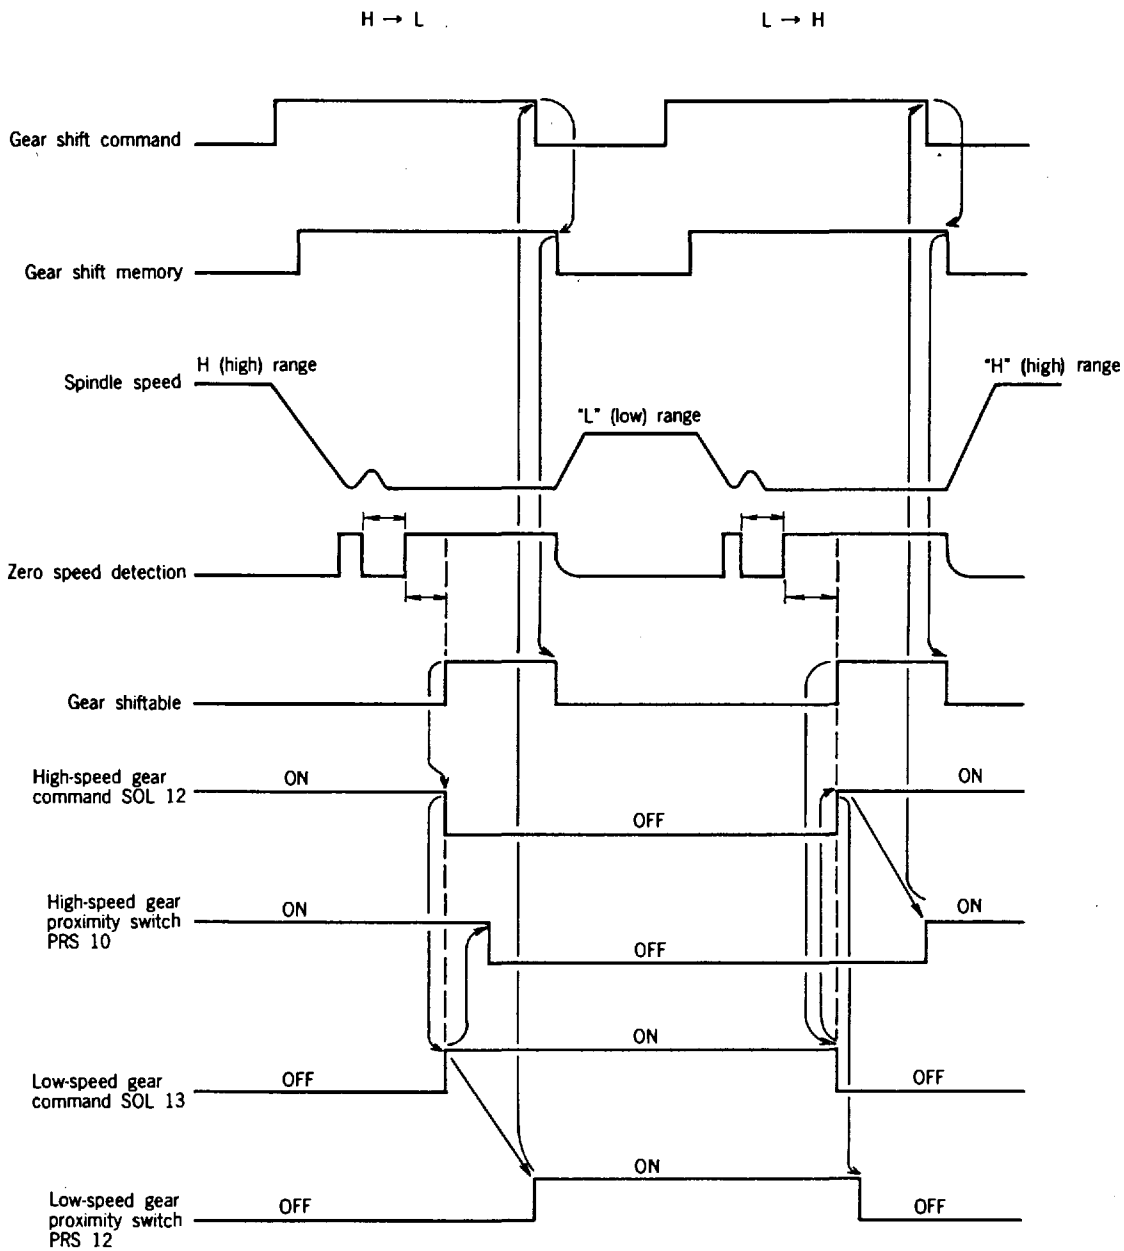 H → L
L → H
Gear shift command
Gear shift memory
H (high) range
"H" (high) range
Spindle speed
"L" (low) range
Zero speed detection
Gear shiftable
High-speed gear
command SOL 12
ON
OFF
ON
High-speed gear
proximity switch
PRS 10
ON
OFF
ON
Low-speed gear
command SOL 13
OFF
ON
OFF
Low-speed gear
proximity switch
PRS 12
OFF
ON
OFF